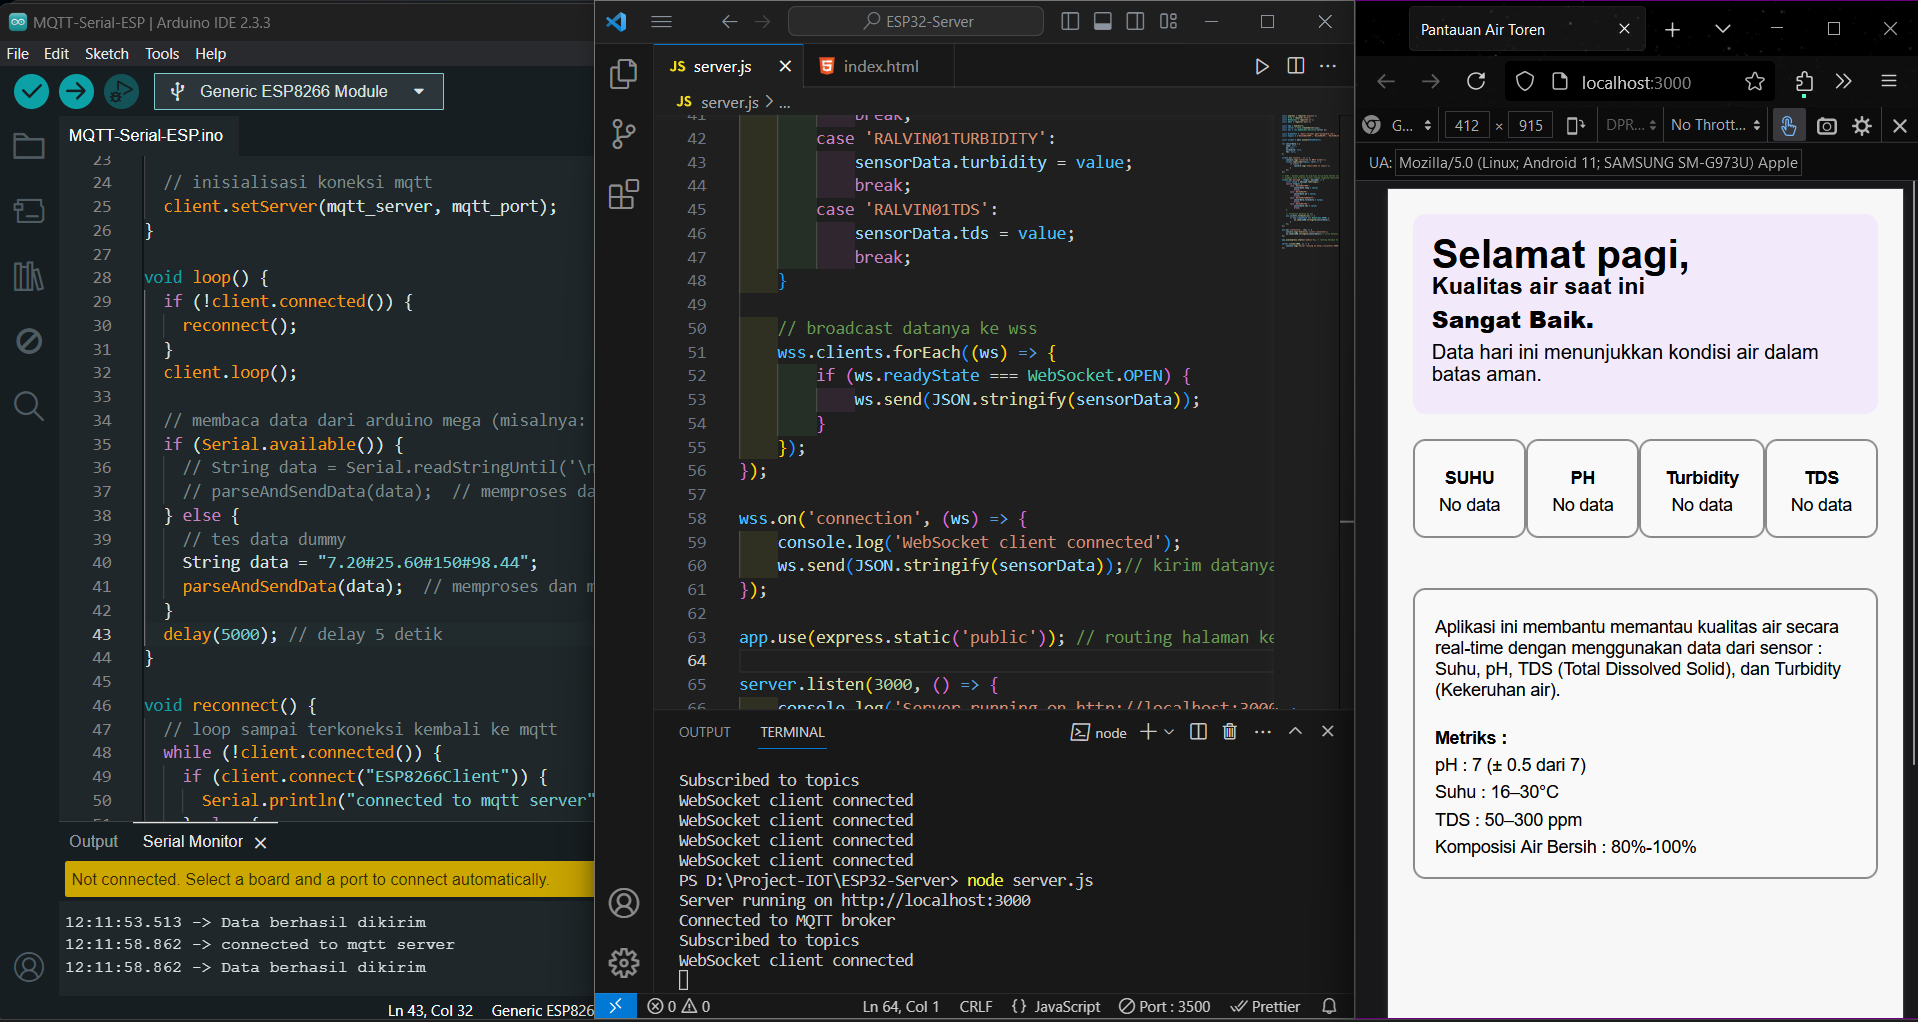 MQTT-Serial-ESP | Arduino IDE 2.3.3
File Edit Sketch Tools Help
Generic ESP8266 Module
MQTT-Serial-ESP.ino
23
24 // inisialisasi koneksi mqtt
25 client.setServer(mqtt_server, mqtt_port);
26 }
27
28 void loop() {
29 if (!client.connected()) {
30 reconnect();
31 }
32 client.loop();
33
34 // membaca data dari arduino mega (misalnya:
35 if (Serial.available()) {
36 // String data = Serial.readStringUntil('\n
37 // parseAndSendData(data); // memproses da
38 } else {
39 // tes data dummy
40 String data = "7.20#25.60#150#98.44";
41 parseAndSendData(data); // memproses dan m
42 }
43 delay(5000); // delay 5 detik
44 }
45
46 void reconnect() {
47 // loop sampai terkoneksi kembali ke mqtt
48 while (!client.connected()) {
49 if (client.connect("ESP8266Client")) {
50 Serial.println("connected to mqtt server"
Output Serial Monitor
Not connected. Select a board and a port to connect automatically.
12:11:53.513 -> Data berhasil dikirim
12:11:58.862 -> connected to mqtt server
12:11:58.862 -> Data berhasil dikirim
Ln 43, Col 32 Generic ESP826
ESP32-Server
JS server.js index.html
JS server.js > ...
41 break;
42 case 'RALVIN01TURBIDITY':
43 sensorData.turbidity = value;
44 break;
45 case 'RALVIN01TDS':
46 sensorData.tds = value;
47 break;
48 }
49
50 // broadcast datanya ke wss
51 wss.clients.forEach((ws) => {
52 if (ws.readyState === WebSocket.OPEN) {
53 ws.send(JSON.stringify(sensorData));
54 }
55 });
56 });
57
58 wss.on('connection', (ws) => {
59 console.log('WebSocket client connected');
60 ws.send(JSON.stringify(sensorData));// kirim datanya
61 });
62
63 app.use(express.static('public')); // routing halaman ke
64
65 server.listen(3000, () => {
66 console.log('Server running on http://localhost:3000
OUTPUT TERMINAL node
Subscribed to topics
WebSocket client connected
WebSocket client connected
WebSocket client connected
WebSocket client connected
PS D:\Project-IOT\ESP32-Server> node server.js
Server running on http://localhost:3000
Connected to MQTT broker
Subscribed to topics
WebSocket client connected
0 0 Ln 64, Col 1 CRLF {} JavaScript Port : 3500 Prettier
Pantauan Air Toren
localhost:3000
G... 412 × 915 DPR... No Thrott...
UA: Mozilla/5.0 (Linux; Android 11; SAMSUNG SM-G973U) Apple
Selamat pagi,
Kualitas air saat ini
Sangat Baik.
Data hari ini menunjukkan kondisi air dalam
batas aman.
SUHU PH Turbidity TDS
No data No data No data No data
Aplikasi ini membantu memantau kualitas air secara
real-time dengan menggunakan data dari sensor :
Suhu, pH, TDS (Total Dissolved Solid), dan Turbidity
(Kekeruhan air).
Metriks :
pH : 7 (± 0.5 dari 7)
Suhu : 16–30°C
TDS : 50–300 ppm
Komposisi Air Bersih : 80%-100%